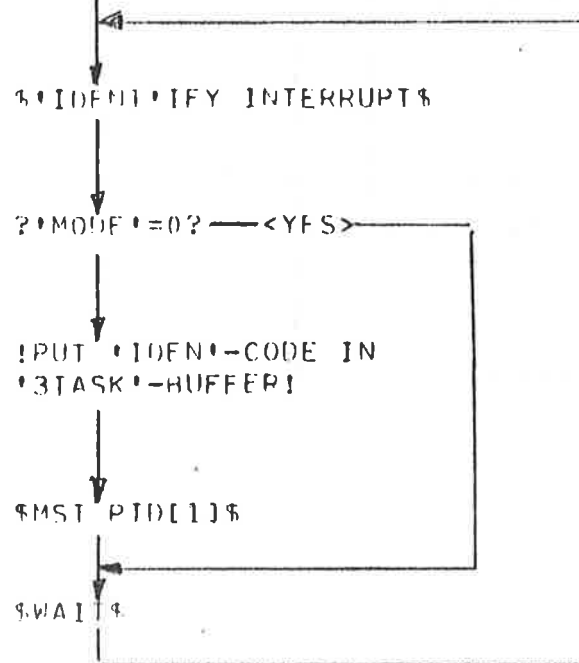 $'IDENT'IFY INTERRUPT$
?'MODE'=0? <YES>
!PUT 'IDEN'-CODE IN
'3TASK'-BUFFER!
$MST PID[1]$
$WAIT$